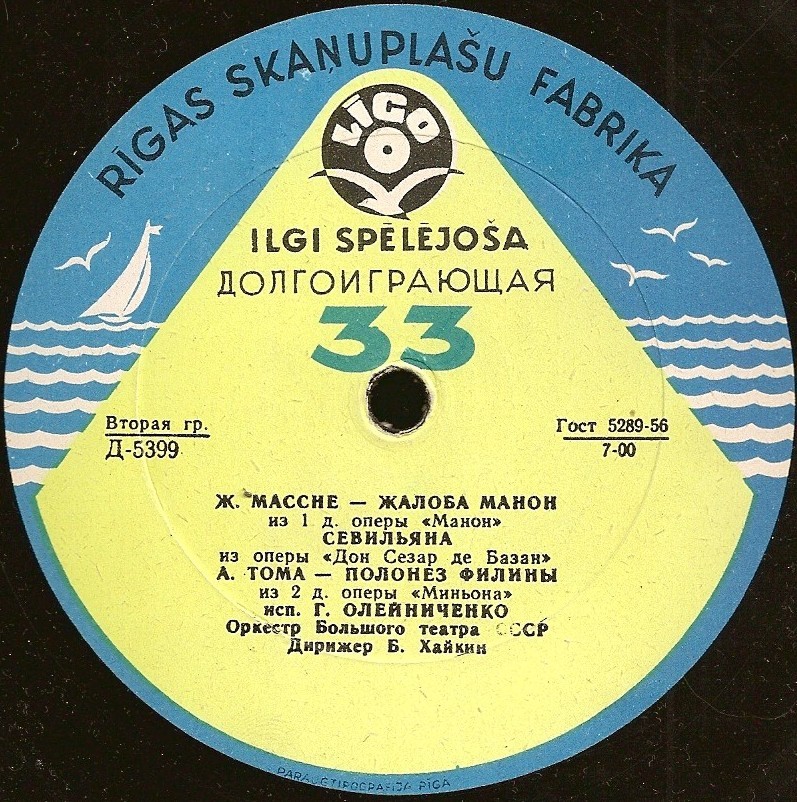 RĪGAS SKAŅUPLAŠU FABRIKA
LĪGO
ILGI SPĒLĒJOŠA
ДОЛГОИГРАЮЩАЯ
33
Вторая гр.
Д-5399
Гост 5289-56
7-00
Ж. МАССНЕ — ЖАЛОБА МАНОН
из 1 д. оперы «Манон»
СЕВИЛЬЯНА
из оперы «Дон Сезар де Базан»
А. ТОМА — ПОЛОНЕЗ ФИЛИНЫ
из 2 д. оперы «Миньона»
исп. Г. ОЛЕЙНИЧЕНКО
Оркестр Большого театра СССР
Дирижер Б. Хайкин
PARAUGTIPOGRAFIJA RĪGA